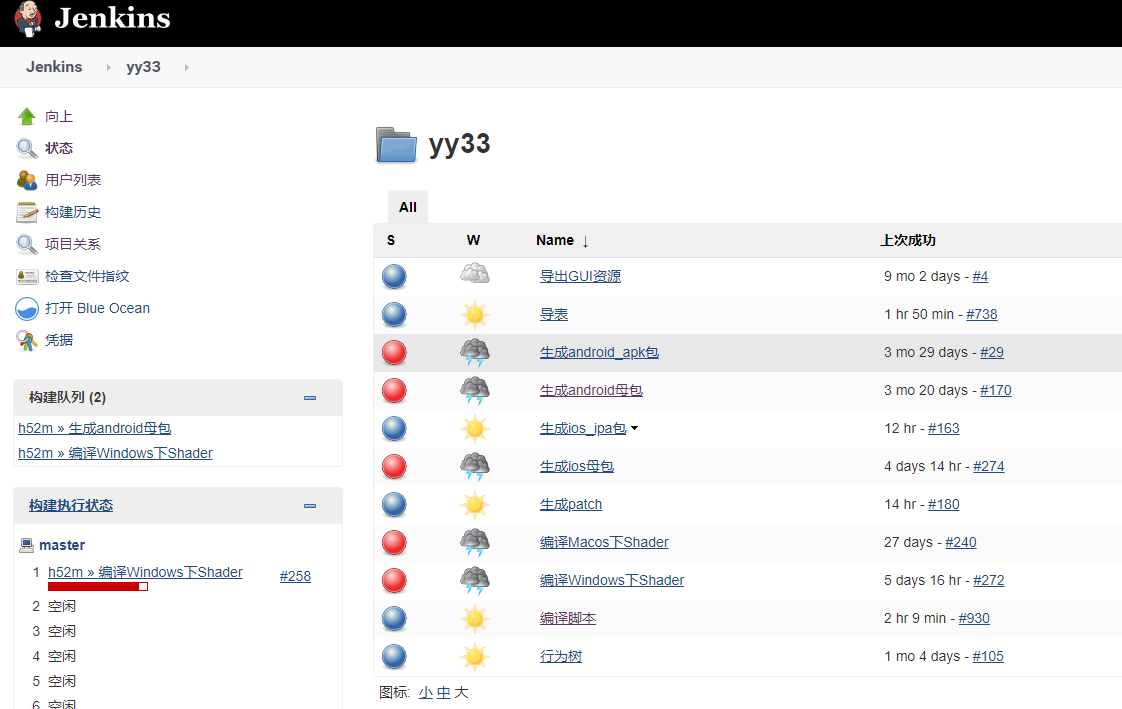 Jenkins
Jenkins yy33
向上
状态
用户列表
构建历史
项目关系
检查文件指纹
打开 Blue Ocean
凭据
构建队列 (2)
h52m » 生成android母包
h52m » 编译Windows下Shader
构建执行状态
master
1 h52m » 编译Windows下Shader #258
2 空闲
3 空闲
4 空闲
5 空闲
6 空闲
yy33
All
S W Name ↓ 上次成功
导出GUI资源 9 mo 2 days - #4
导表 1 hr 50 min - #738
生成android_apk包 3 mo 29 days - #29
生成android母包 3 mo 20 days - #170
生成ios_ipa包 12 hr - #163
生成ios母包 4 days 14 hr - #274
生成patch 14 hr - #180
编译Macos下Shader 27 days - #240
编译Windows下Shader 5 days 16 hr - #272
编译脚本 2 hr 9 min - #930
行为树 1 mo 4 days - #105
图标: 小 中 大